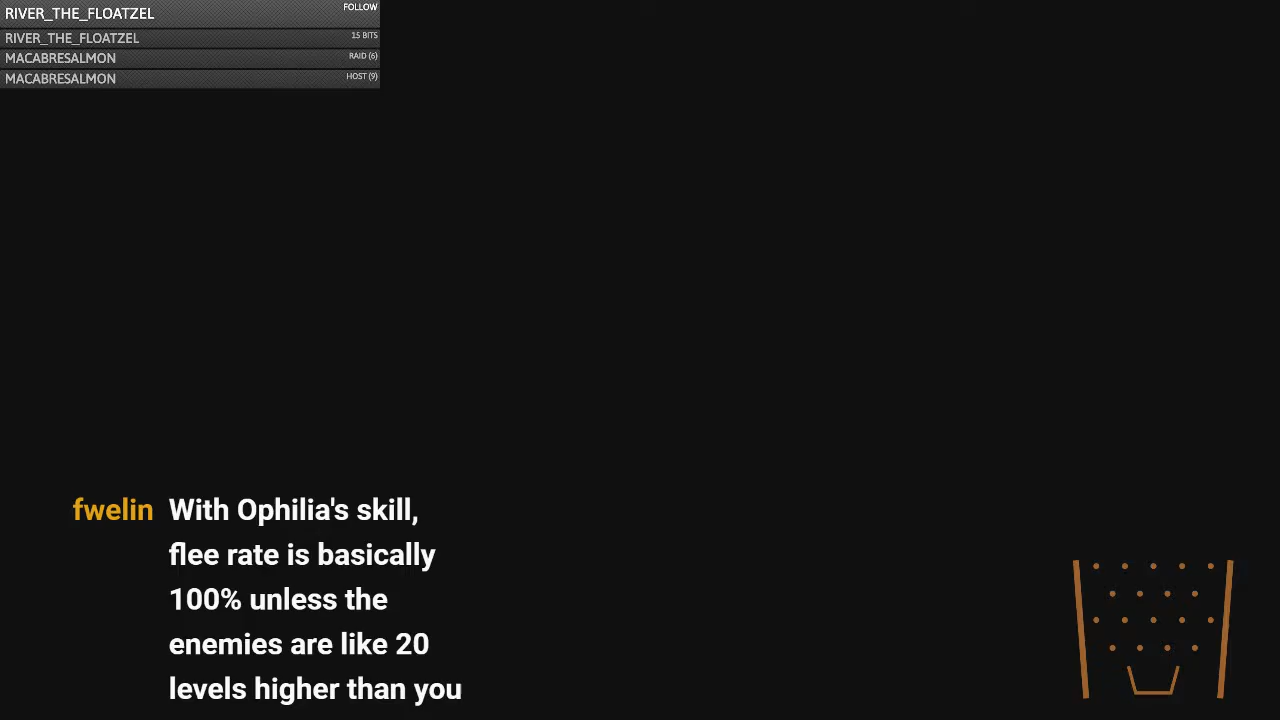 RIVER_THE_FLOATZEL FOLLOW
RIVER_THE_FLOATZEL 15 BITS
MACABRESALMON RAID (6)
MACABRESALMON HOST (9)
fwelin With Ophilia's skill,
flee rate is basically
100% unless the
enemies are like 20
levels higher than you